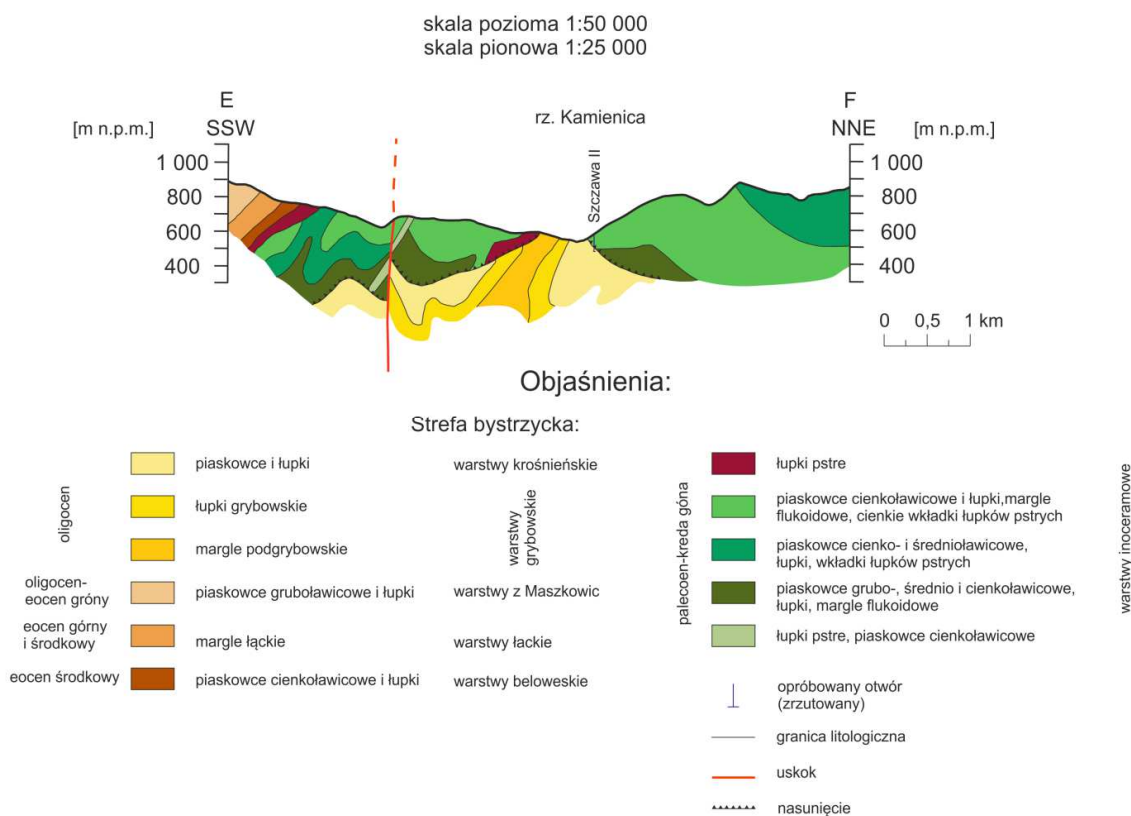 skala pozioma 1:50 000
skala pionowa 1:25 000
E
SSW
rz. Kamienica
F
NNE
[m n.p.m.]
[m n.p.m.]
1 000
800
600
400
Szczawa II
1 000
800
600
400
0 0,5 1 km
Objaśnienia:
Strefa bystrzycka:
oligocen
piaskowce i łupki
warstwy krośnieńskie
łupki grybowskie
margle podgrybowskie
warstwy
grybowskie
oligocen-
eocen gróny
piaskowce gruboławicowe i łupki
warstwy z Maszkowic
eocen górny
i środkowy
margle łąckie
warstwy łackie
eocen środkowy
piaskowce cienkoławicowe i łupki
warstwy beloweskie
palecoen-kreda góna
łupki pstre
piaskowce cienkoławicowe i łupki,margle
flukoidowe, cienkie wkładki łupków pstrych
piaskowce cienko- i średnioławicowe,
łupki, wkładki łupków pstrych
piaskowce grubo-, średnio i cienkoławicowe,
łupki, margle flukoidowe
łupki pstre, piaskowce cienkoławicowe
warstwy inoceramowe
opróbowany otwór
(zrzutowany)
granica litologiczna
uskok
nasunięcie